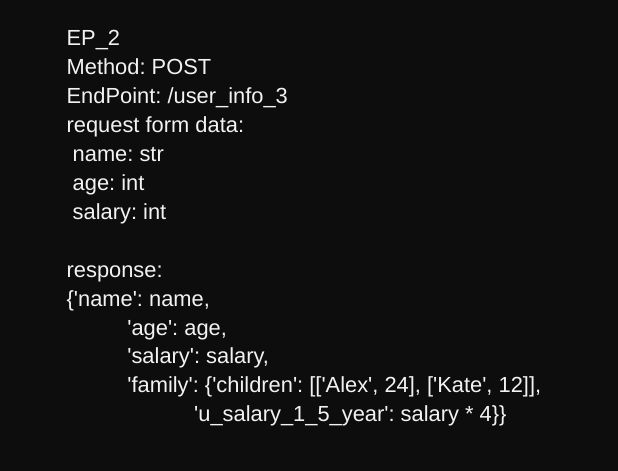 EP_2
Method: POST
EndPoint: /user_info_3
request form data:
name: str
age: int
salary: int
response:
{'name': name,
'age': age,
'salary': salary,
'family': {'children': [['Alex', 24], ['Kate', 12]],
'u_salary_1_5_year': salary * 4}}